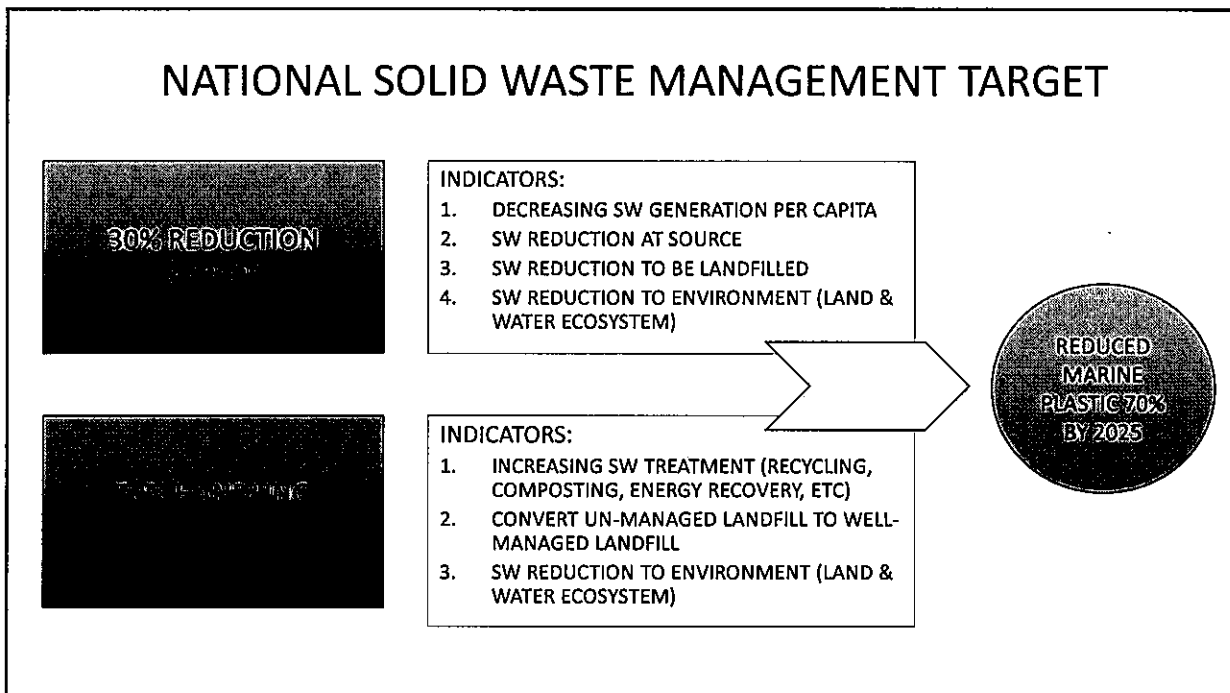 NATIONAL SOLID WASTE MANAGEMENT TARGET
30% REDUCTION
INDICATORS:
1. DECREASING SW GENERATION PER CAPITA
2. SW REDUCTION AT SOURCE
3. SW REDUCTION TO BE LANDFILLED
4. SW REDUCTION TO ENVIRONMENT (LAND &
WATER ECOSYSTEM)
INDICATORS:
1. INCREASING SW TREATMENT (RECYCLING,
COMPOSTING, ENERGY RECOVERY, ETC)
2. CONVERT UN-MANAGED LANDFILL TO WELL-
MANAGED LANDFILL
3. SW REDUCTION TO ENVIRONMENT (LAND &
WATER ECOSYSTEM)
REDUCED
MARINE
PLASTIC 70%
BY 2025